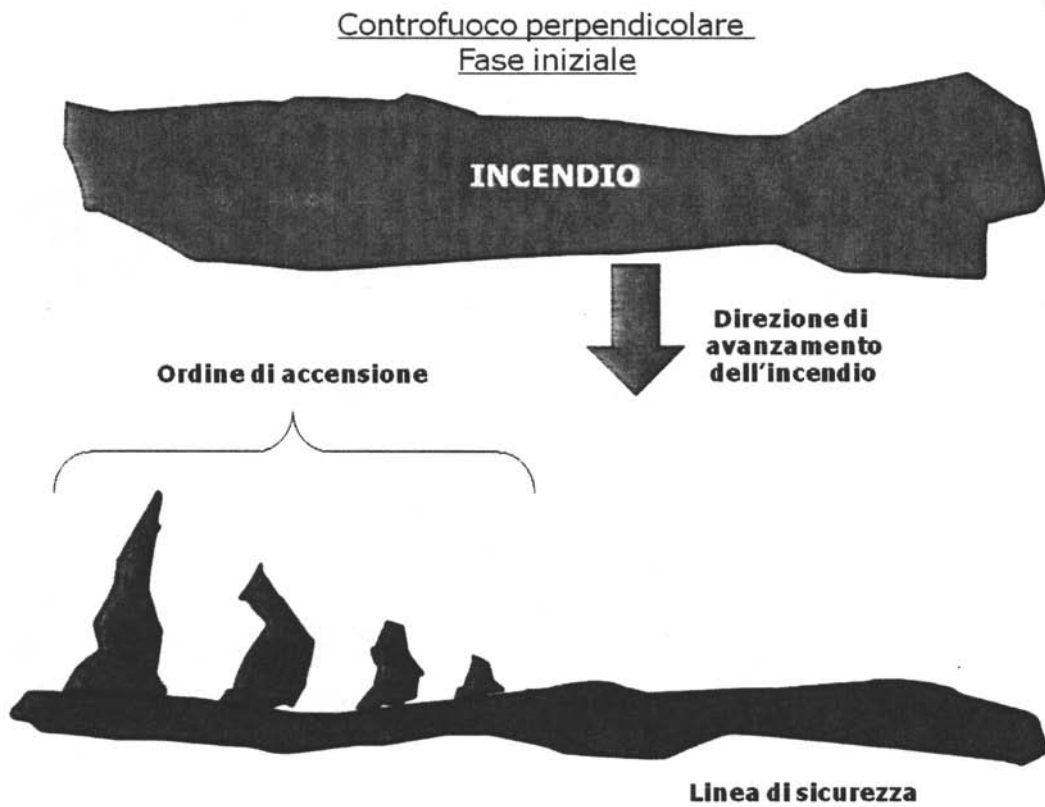 Controfuoco perpendicolare
Fase iniziale
INCENDIO
Direzione di
avanzamento
dell'incendio
Ordine di accensione
Linea di sicurezza